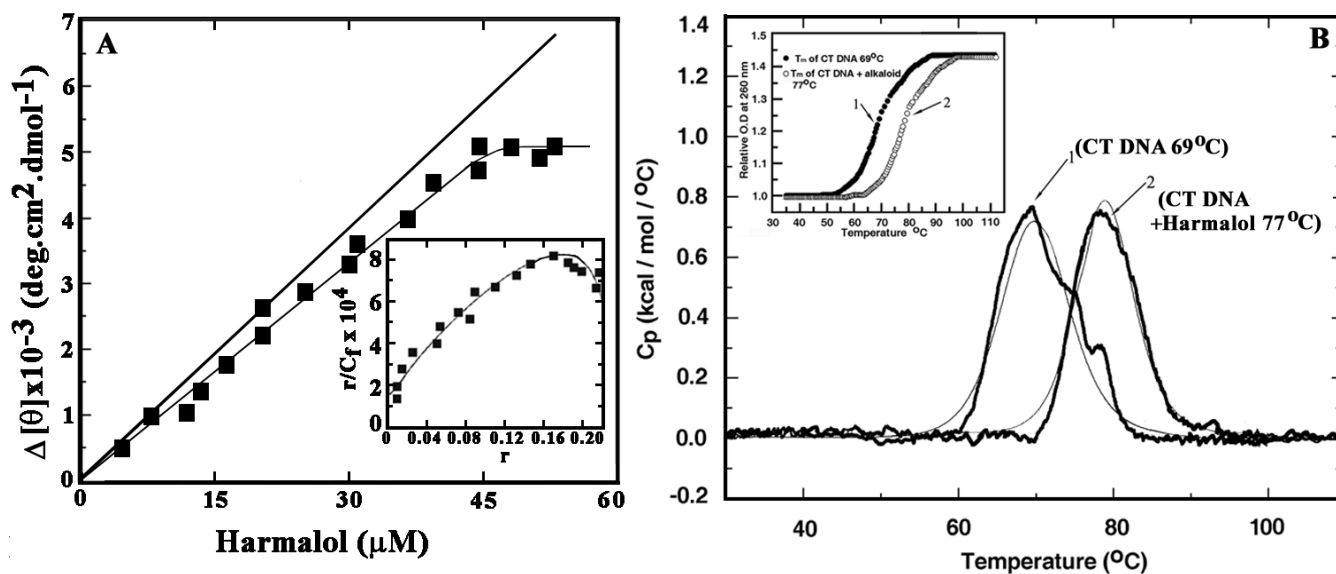 A
Δ[θ]x10⁻³ (deg.cm².dmol⁻¹)
7
6
5
4
3
2
1
0
0 15 30 45 60
Harmalol (μM)
r/Cf x 10⁴
8
6
4
2
0
0 0.04 0.08 0.12 0.16 0.20
r
B
Cp (kcal / mol / °C)
1.4
1.2
1.0
0.8
0.6
0.4
0.2
0.0
-0.2
40 60 80 100
Temperature (°C)
1 (CT DNA 69°C)
2 (CT DNA
+Harmalol 77°C)
Relative O.D at 260 nm
1.5
1.4
1.3
1.2
1.1
1.0
● Tm of CT DNA 69°C
○ Tm of CT DNA + alkaloid
77°C
1
2
30 40 50 60 70 80 90 100 110
Temperature °C